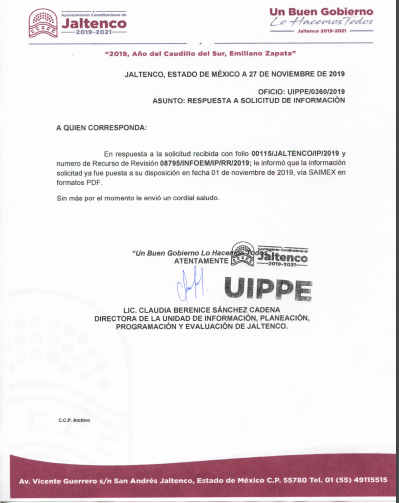 Ayuntamiento Constitucional de
Jaltenco
2019-2021
Un Buen Gobierno
Lo Hacemos Todos
Jaltenco 2019-2021
"2019, Año del Caudillo del Sur, Emiliano Zapata"
JALTENCO, ESTADO DE MÉXICO A 27 DE NOVIEMBRE DE 2019
OFICIO: UIPPE/0360/2019
ASUNTO: RESPUESTA A SOLICITUD DE INFORMACIÓN
A QUIEN CORRESPONDA:
En respuesta a la solicitud recibida con folio 00115/JALTENCO/IP/2019 y
numero de Recurso de Revisión 08795/INFOEM/IP/RR/2019; le informó que la información
solicitad ya fue puesta a su disposición en fecha 01 de noviembre de 2019, vía SAIMEX en
formatos PDF.
Sin más por el momento le envió un cordial saludo.
"Un Buen Gobierno Lo Hacemos Todos
ATENTAMENTE
Jaltenco
2019-2021
UIPPE
LIC. CLAUDIA BERENICE SÁNCHEZ CADENA
DIRECTORA DE LA UNIDAD DE INFORMACIÓN, PLANEACIÓN,
PROGRAMACIÓN Y EVALUACIÓN DE JALTENCO.
C.C.P. Archivo
Av. Vicente Guerrero s/n San Andrés Jaltenco, Estado de México C.P. 55780 Tel. 01 (55) 49115515